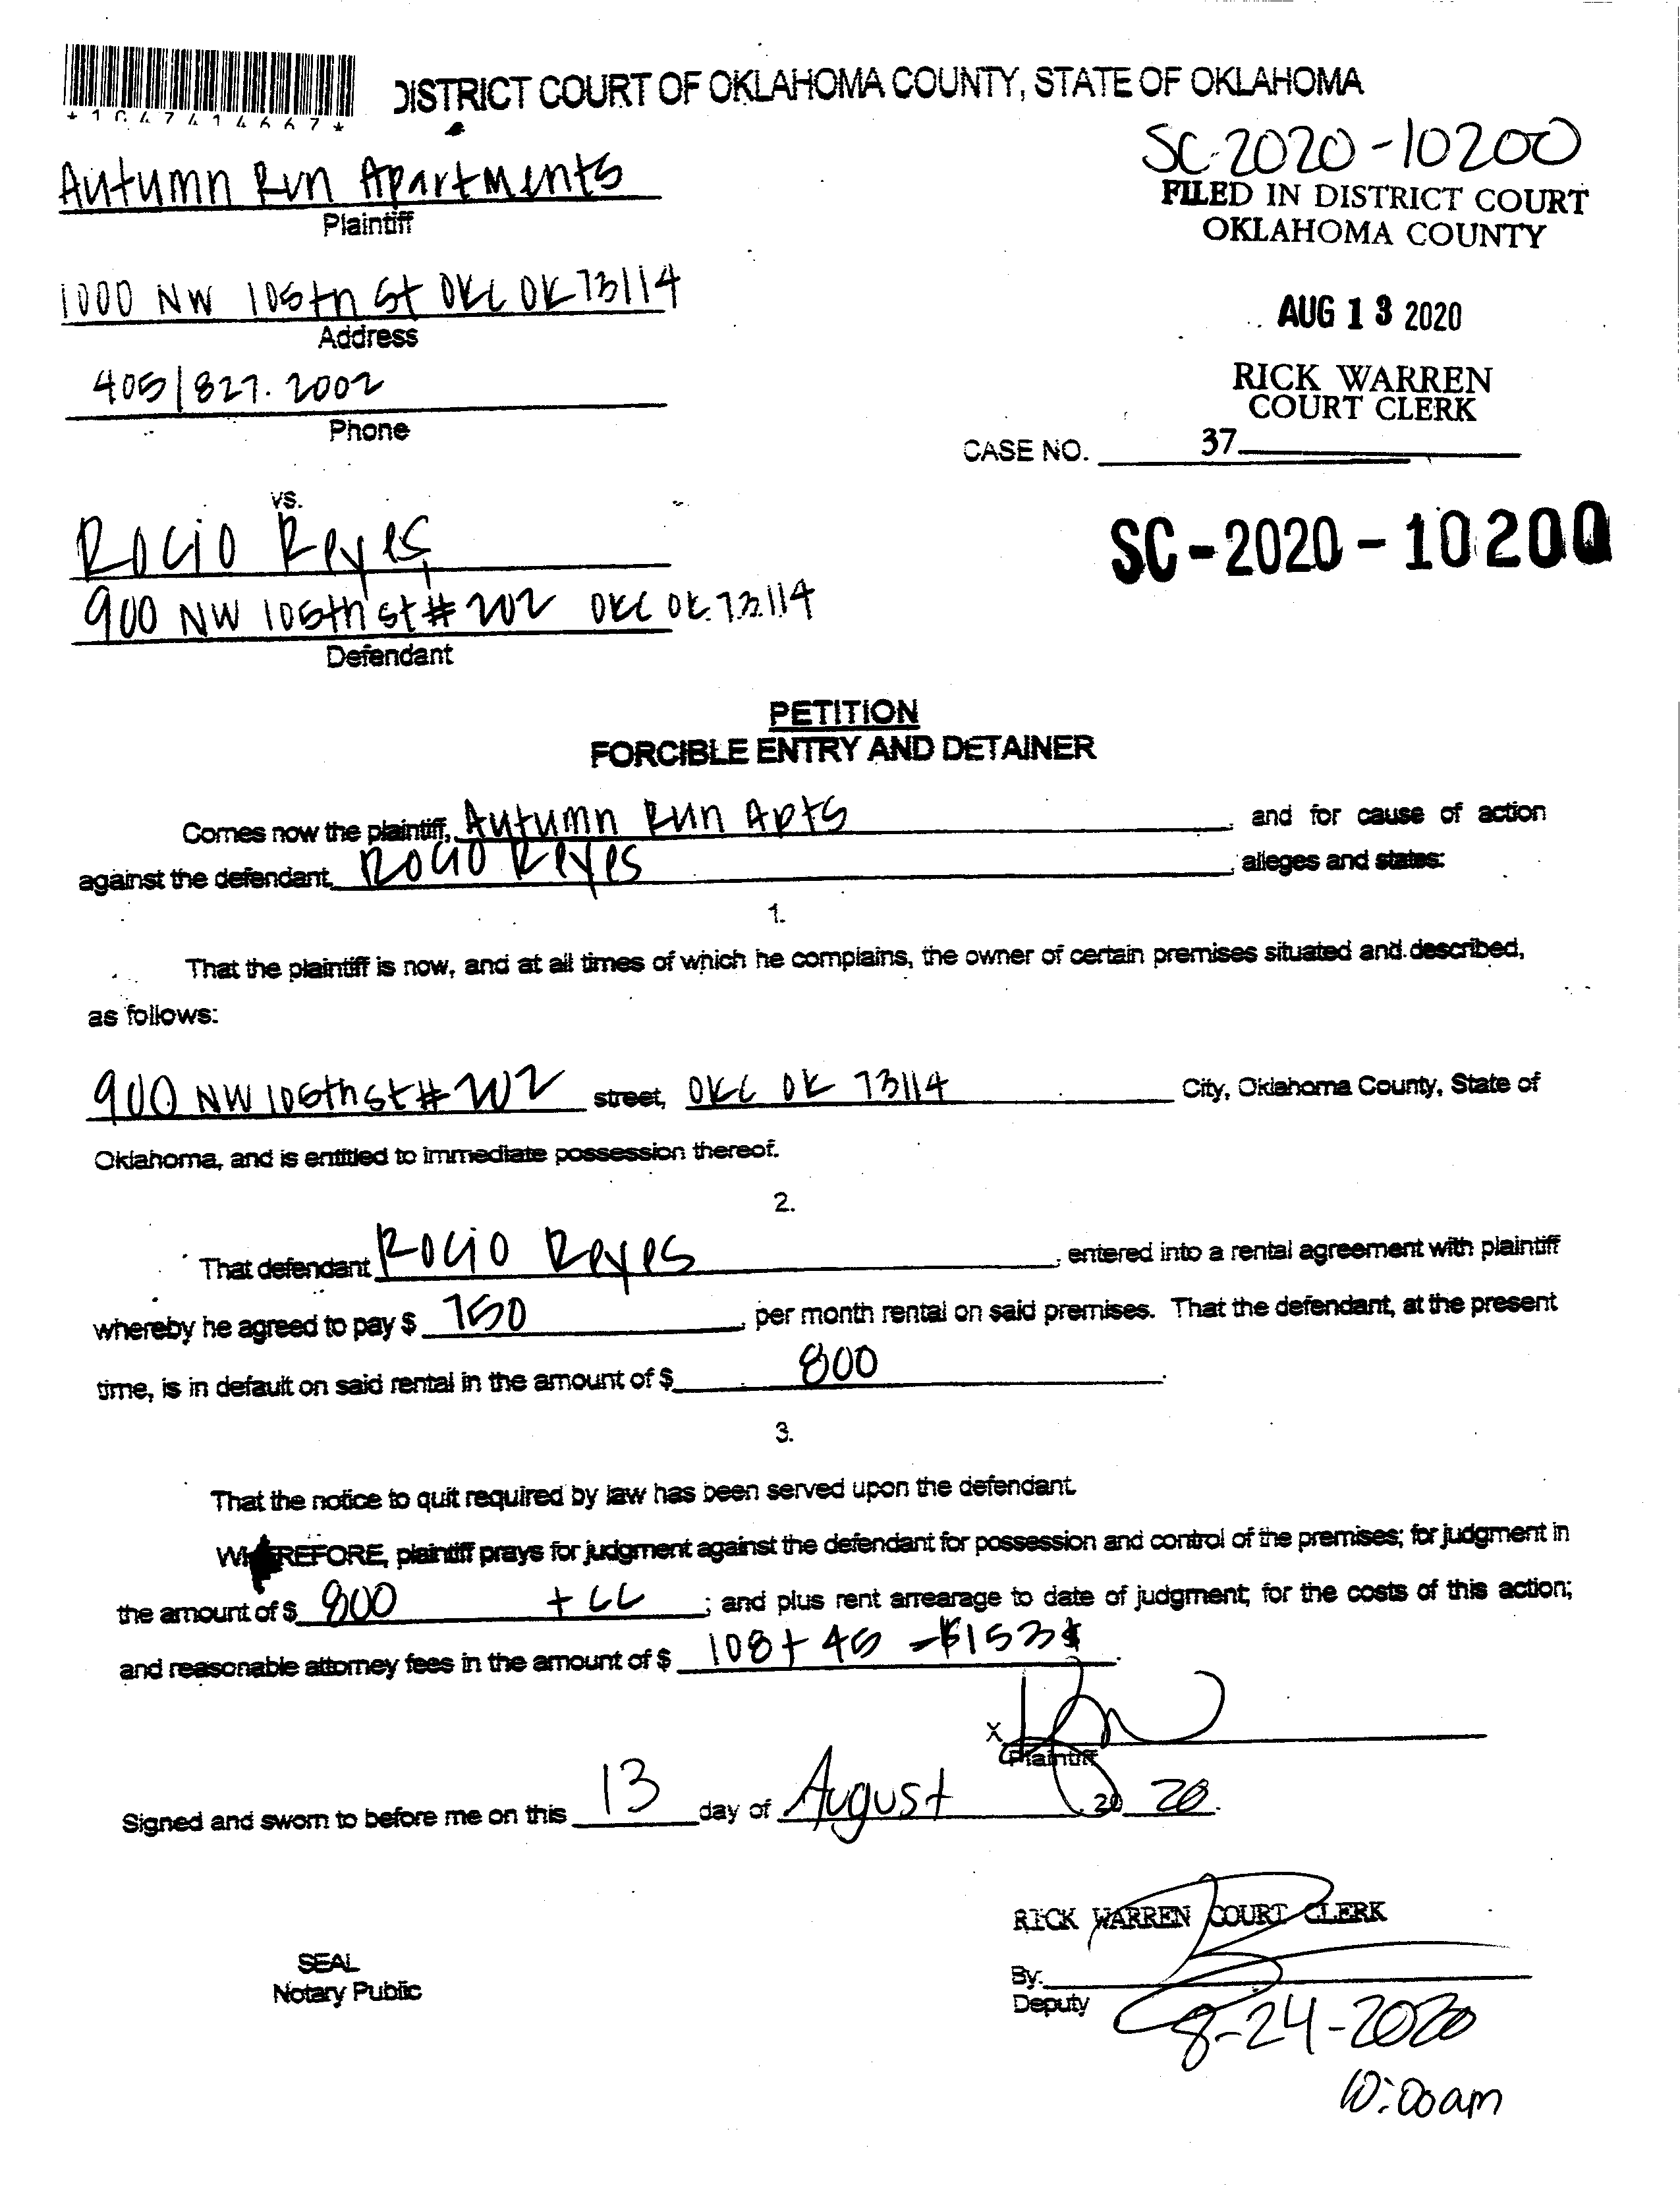 *1047414667*
DISTRICT COURT OF OKLAHOMA COUNTY, STATE OF OKLAHOMA
SC-2020-10200
Autumn Run Apartments
Plaintiff
FILED IN DISTRICT COURT
OKLAHOMA COUNTY
1000 NW 105th St OKC OK 73114
Address
AUG 13 2020
405|827.2002
Phone
RICK WARREN
COURT CLERK
CASE NO. 37
vs.
Rocio Reyes
SC-2020-10200
900 NW 105th st # 202 OKC OK 73114
Defendant
PETITION
FORCIBLE ENTRY AND DETAINER
Comes now the plaintiff, Autumn Run Apts, and for cause of action
against the defendant, Rocio Reyes, alleges and states:
1.
That the plaintiff is now, and at all times of which he complains, the owner of certain premises situated and described,
as follows:
900 NW 105th st # 202 street, OKC OK 73114 City, Oklahoma County, State of
Oklahoma, and is entitled to immediate possession thereof.
2.
That defendant Rocio Reyes, entered into a rental agreement with plaintiff
whereby he agreed to pay $ 750, per month rental on said premises. That the defendant, at the present
time, is in default on said rental in the amount of $ 800.
3.
That the notice to quit required by law has been served upon the defendant.
WHEREFORE, plaintiff prays for judgment against the defendant for possession and control of the premises; for judgment in
the amount of $ 800 + CC; and plus rent arrearage to date of judgment; for the costs of this action;
and reasonable attorney fees in the amount of $ 108 + 45 - $153.
X
Plaintiff
Signed and sworn to before me on this 13 day of August, 20 20.
RICK WARREN COURT CLERK
SEAL
Notary Public
By:
Deputy
8-24-2020
10:00am